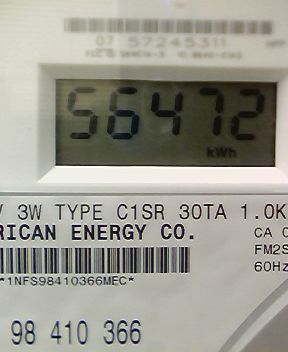 07 57245311
56472
kWh
V 3W TYPE C1SR 30TA 1.0K
RICAN ENERGY CO.
CA 0
FM2S
60Hz
*1NFS98410366MEC*
98 410 366